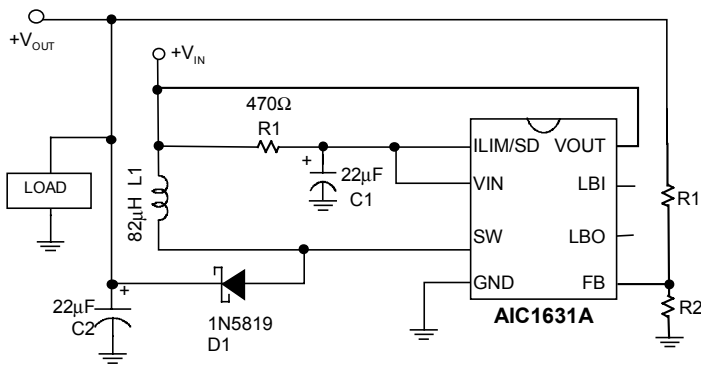 +VOUT
+VIN
470Ω
R1
+
22μF
C1
82μH L1
LOAD
+
22μF
C2
1N5819
D1
ILIM/SD VOUT
VIN LBI
SW LBO
GND FB
AIC1631A
R1
R2